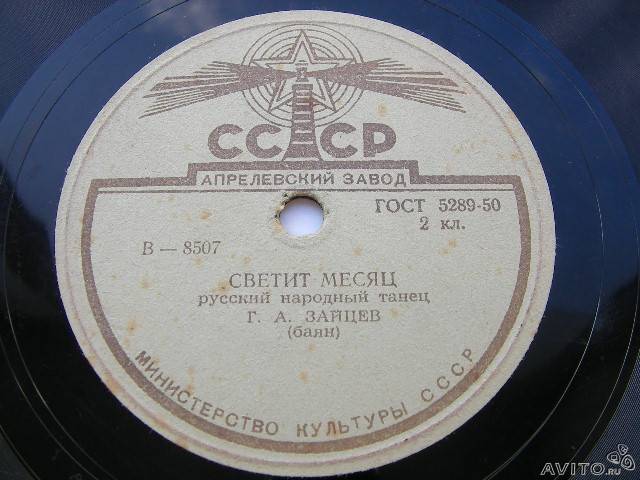 СССР
АПРЕЛЕВСКИЙ ЗАВОД
ГОСТ 5289-50
2 кл.
В — 8507
СВЕТИТ МЕСЯЦ
русский народный танец
Г. А. ЗАЙЦЕВ
(баян)
МИНИСТЕРСТВО КУЛЬТУРЫ СССР
AVITO.ru